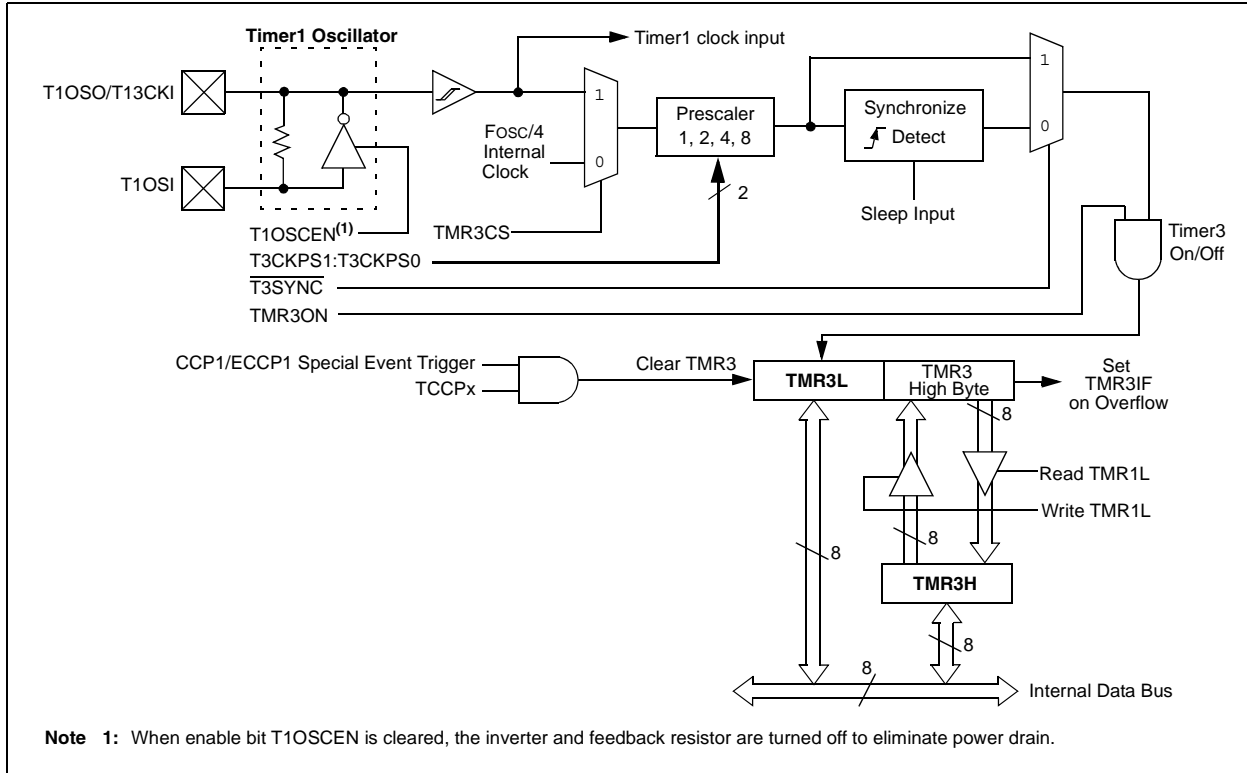 Timer1 Oscillator
Timer1 clock input
T1OSO/T13CKI
T1OSI
FOSC/4
Internal
Clock
1
0
Prescaler
1, 2, 4, 8
2
Synchronize
Detect
Sleep Input
1
0
T1OSCEN(1)
TMR3CS
T3CKPS1:T3CKPS0
T3SYNC
TMR3ON
Timer3
On/Off
CCP1/ECCP1 Special Event Trigger
TCCPx
Clear TMR3
TMR3L
TMR3
High Byte
Set
TMR3IF
on Overflow
8
Read TMR1L
Write TMR1L
8
8
TMR3H
8
8
Internal Data Bus
Note 1: When enable bit T1OSCEN is cleared, the inverter and feedback resistor are turned off to eliminate power drain.